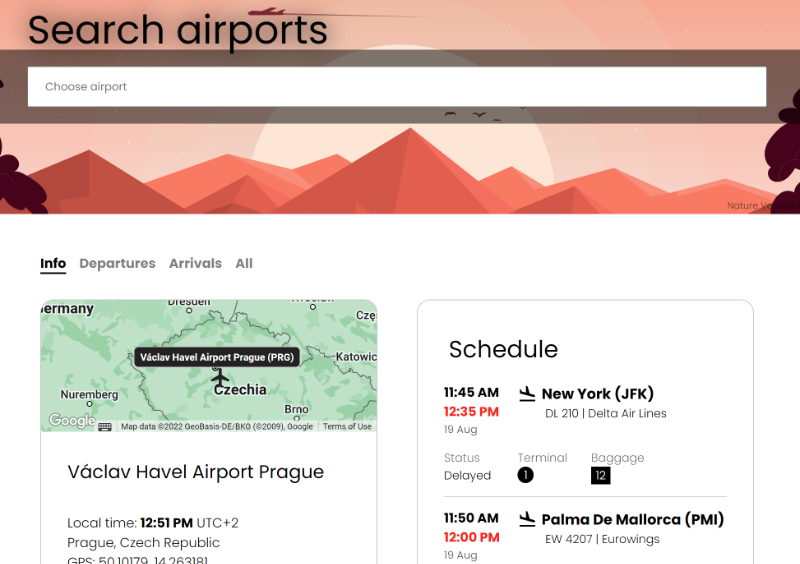 Search airports
Choose airport
Nature
Info Departures Arrivals All
Dresden
ermany
Katowic
Václav Havel Airport Prague (PRG)
Czechia
Nuremberg
Brno
Google Map data ©2022 GeoBasis-DE/BKG (©2009), Google Terms of Use
Václav Havel Airport Prague
Local time: 12:51 PM UTC+2
Prague, Czech Republic
GPS: 50.10179, 14.263181
Schedule
11:45 AM New York (JFK)
12:35 PM DL 210 | Delta Air Lines
19 Aug
Status Terminal Baggage
Delayed 1 12
11:50 AM Palma De Mallorca (PMI)
12:00 PM EW 4207 | Eurowings
19 Aug